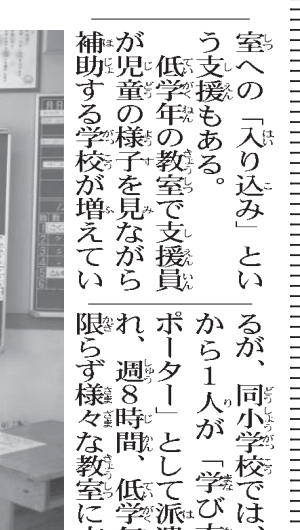 室への「入り込み」とい
う支援もある。
低学年の教室で支援員
が児童の様子を見ながら
補助する学校が増えてい
るが、同小学校では
から1人が「学び
ポーター」として派
れ、週8時間、低学
限らず様々な教室に